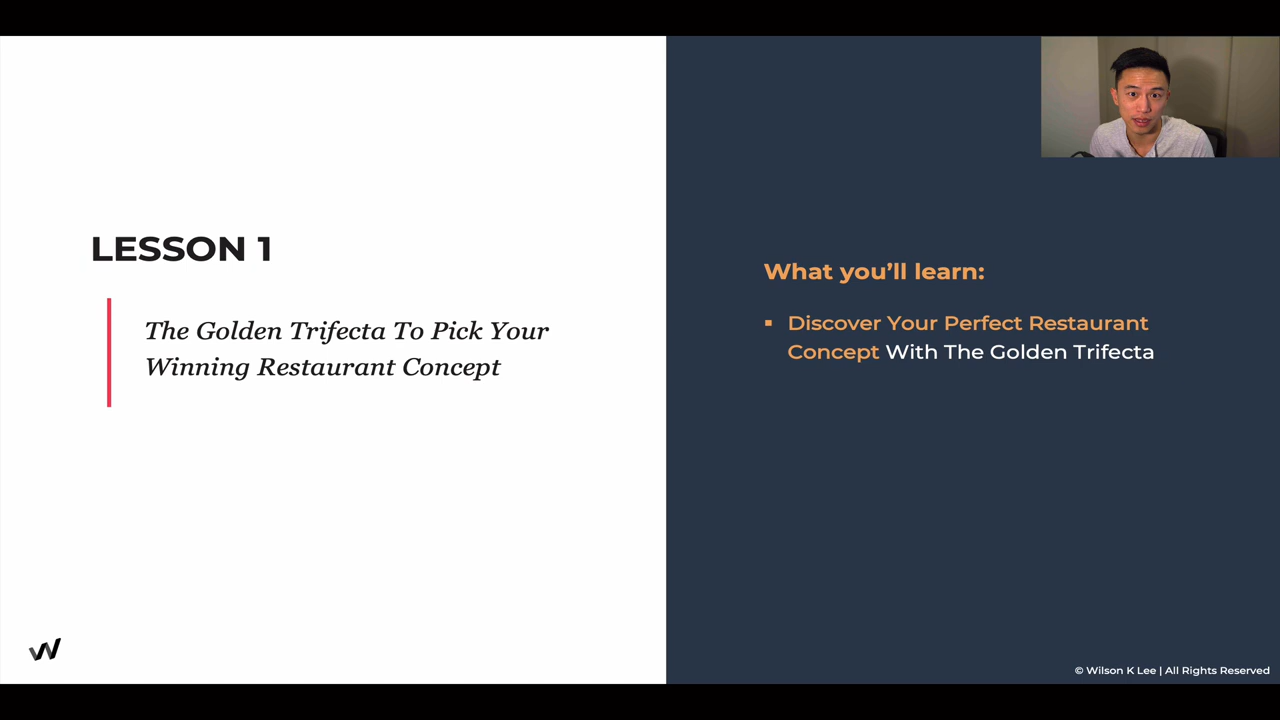 LESSON 1
The Golden Trifecta To Pick Your
Winning Restaurant Concept
What you’ll learn:
▪ Discover Your Perfect Restaurant
Concept With The Golden Trifecta
© Wilson K Lee | All Rights Reserved